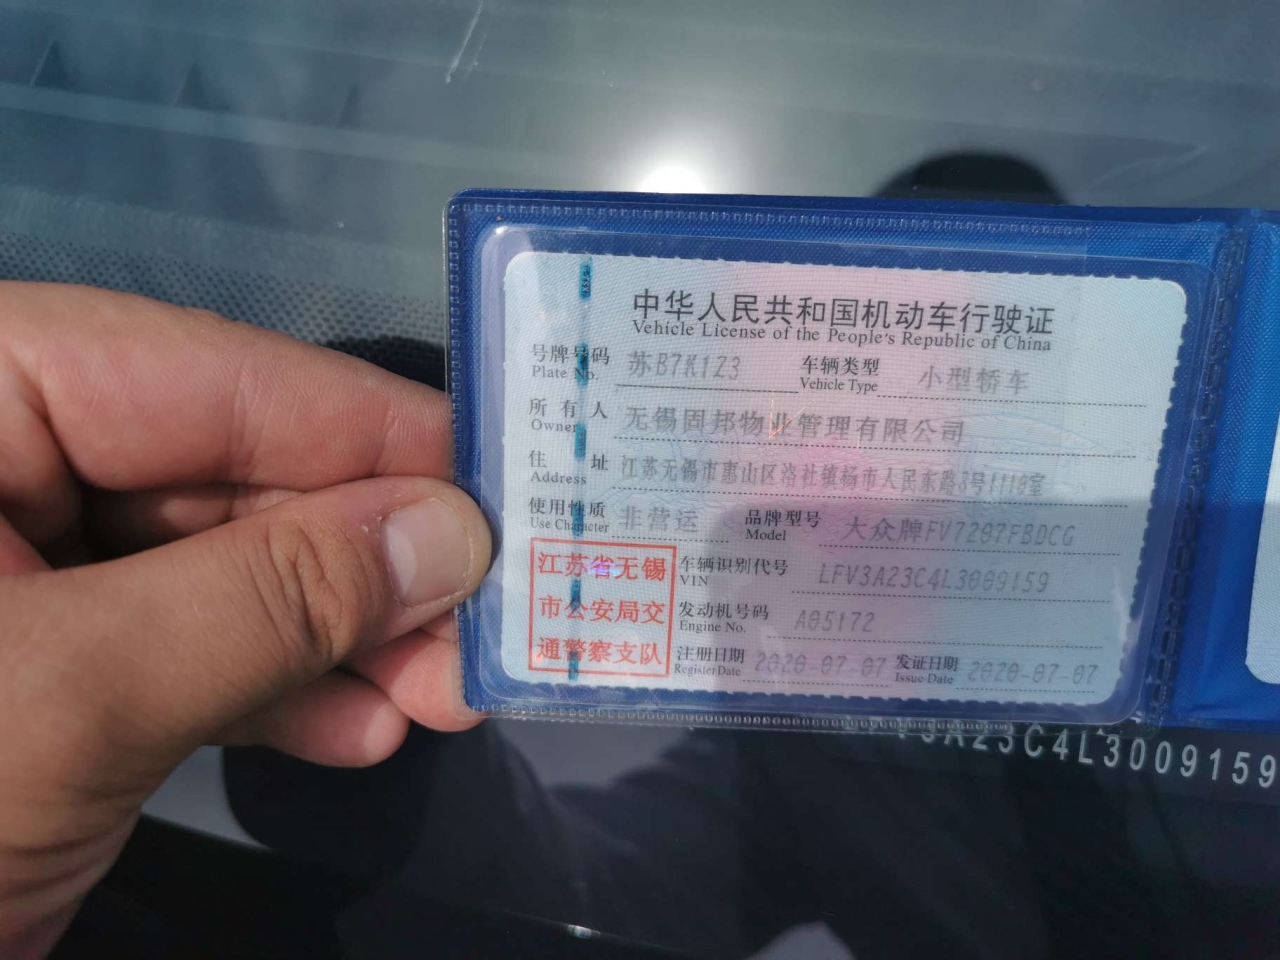 中华人民共和国机动车行驶证
Vehicle License of the People's Republic of China
号牌号码 苏B7K1Z3 车辆类型 小型轿车
Plate No. Vehicle Type
所有人 无锡固邦物业管理有限公司
Owner
住址 江苏无锡市惠山区洛社镇杨市人民东路8号1110室
Address
使用性质 非营运 品牌型号 大众牌FV7207FBDCG
Use Character Model
江苏省无锡 车辆识别代号 LFV3A23C4L3009159
VIN
市公安局交 发动机号码 A05172
Engine No.
通警察支队 注册日期 2020-07-07 发证日期 2020-07-07
Register Date Issue Date
3A23C4L3009159